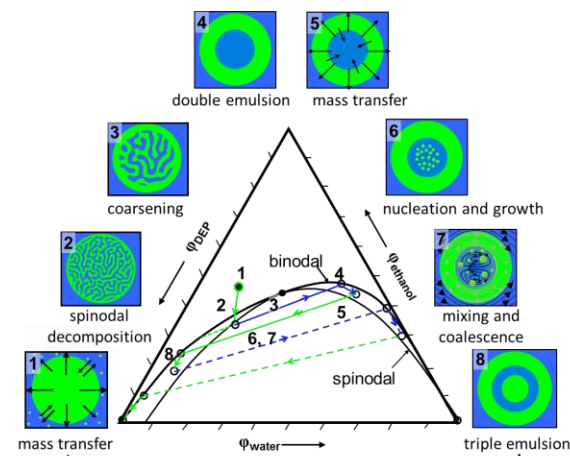 4
double emulsion
5
mass transfer
3
coarsening
6
nucleation and growth
2
spinodal
decomposition
7
mixing and
coalescence
1
mass transfer
8
triple emulsion
φDEP
φethanol
φwater
binodal
spinodal
1
2
3
4
5
6, 7
8